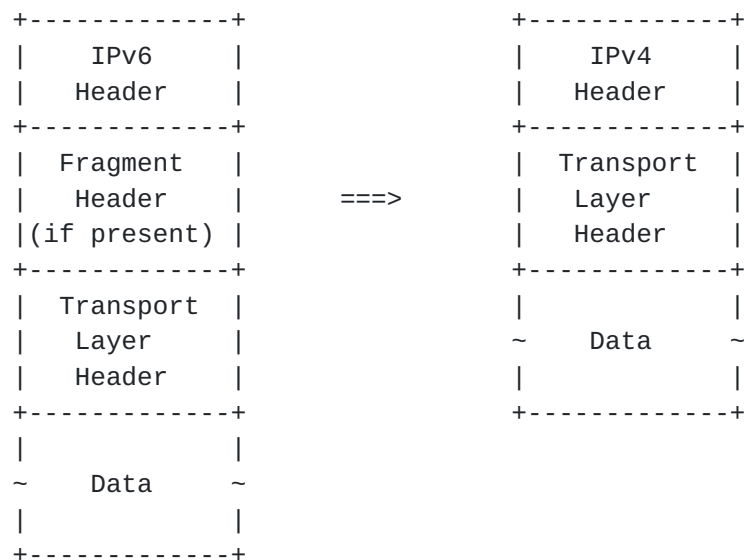 +-------------+                  +-------------+
|     IPv6    |                  |     IPv4    |
|    Header   |                  |    Header   |
+-------------+                  +-------------+
|   Fragment  |                  |  Transport  |
|    Header   |       ===>       |    Layer    |
|(if present) |                  |    Header   |
+-------------+                  +-------------+
|   Transport |                  |             |
|    Layer    |                  ~     Data    ~
|    Header   |                  |             |
+-------------+                  +-------------+
|             |
~     Data    ~
|             |
+-------------+